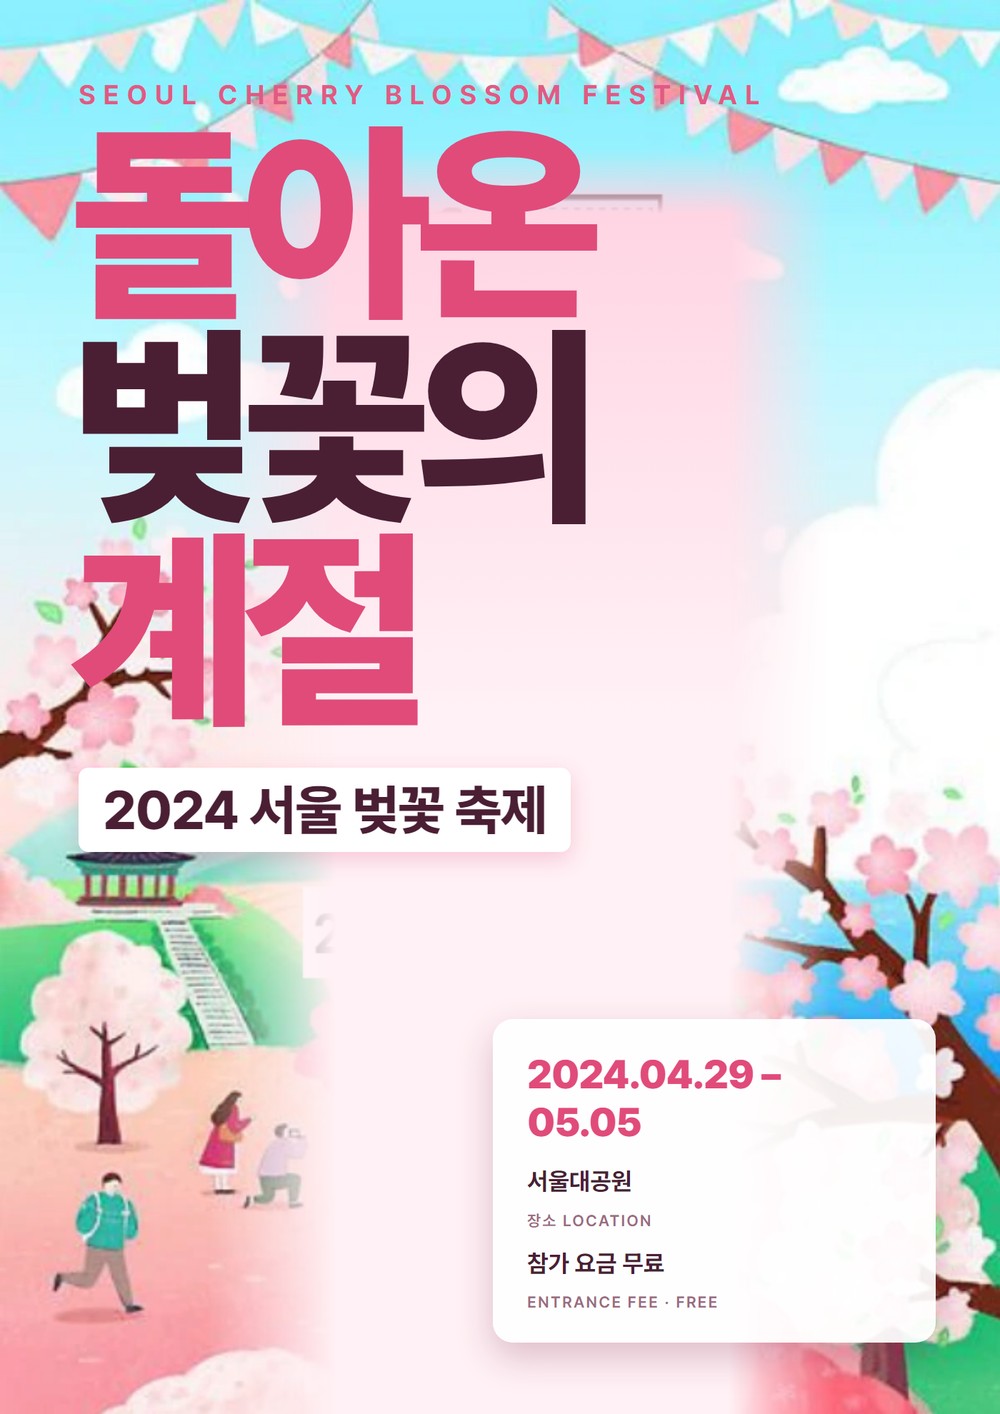 SEOUL CHERRY BLOSSOM FESTIVAL
돌아온
벚꽃의
계절
2024 서울 벚꽃 축제
2
2024.04.29 –
05.05
서울대공원
장소 LOCATION
참가 요금 무료
ENTRANCE FEE · FREE